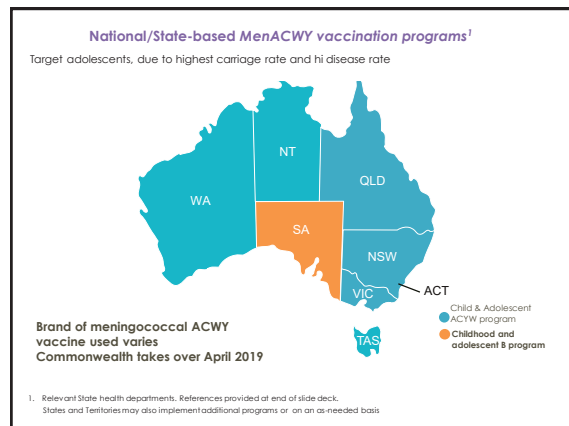 National/State-based MenACWY vaccination programs1
Target adolescents, due to highest carriage rate and hi disease rate
NT
QLD
WA
SA
NSW
ACT
VIC
Child & Adolescent
ACYW program
Childhood and
adolescent B program
TAS
Brand of meningococcal ACWY
vaccine used varies
Commonwealth takes over April 2019
1. Relevant State health departments. References provided at end of slide deck.
States and Territories may also implement additional programs or on an as-needed basis